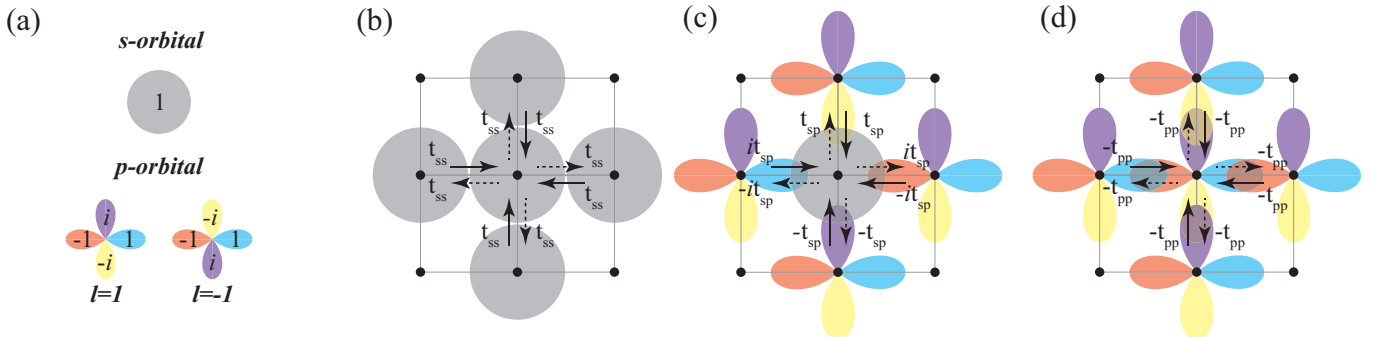 (a)
s-orbital
1
p-orbital
i
-1 1
-i
l=1
-i
-1 1
i
l=-1
(b)
t_ss t_ss
t_ss t_ss
t_ss t_ss
t_ss t_ss
(c)
t_sp t_sp
it_sp it_sp
-it_sp -it_sp
-t_sp -t_sp
(d)
-t_pp -t_pp
-t_pp -t_pp
-t_pp -t_pp
-t_pp -t_pp